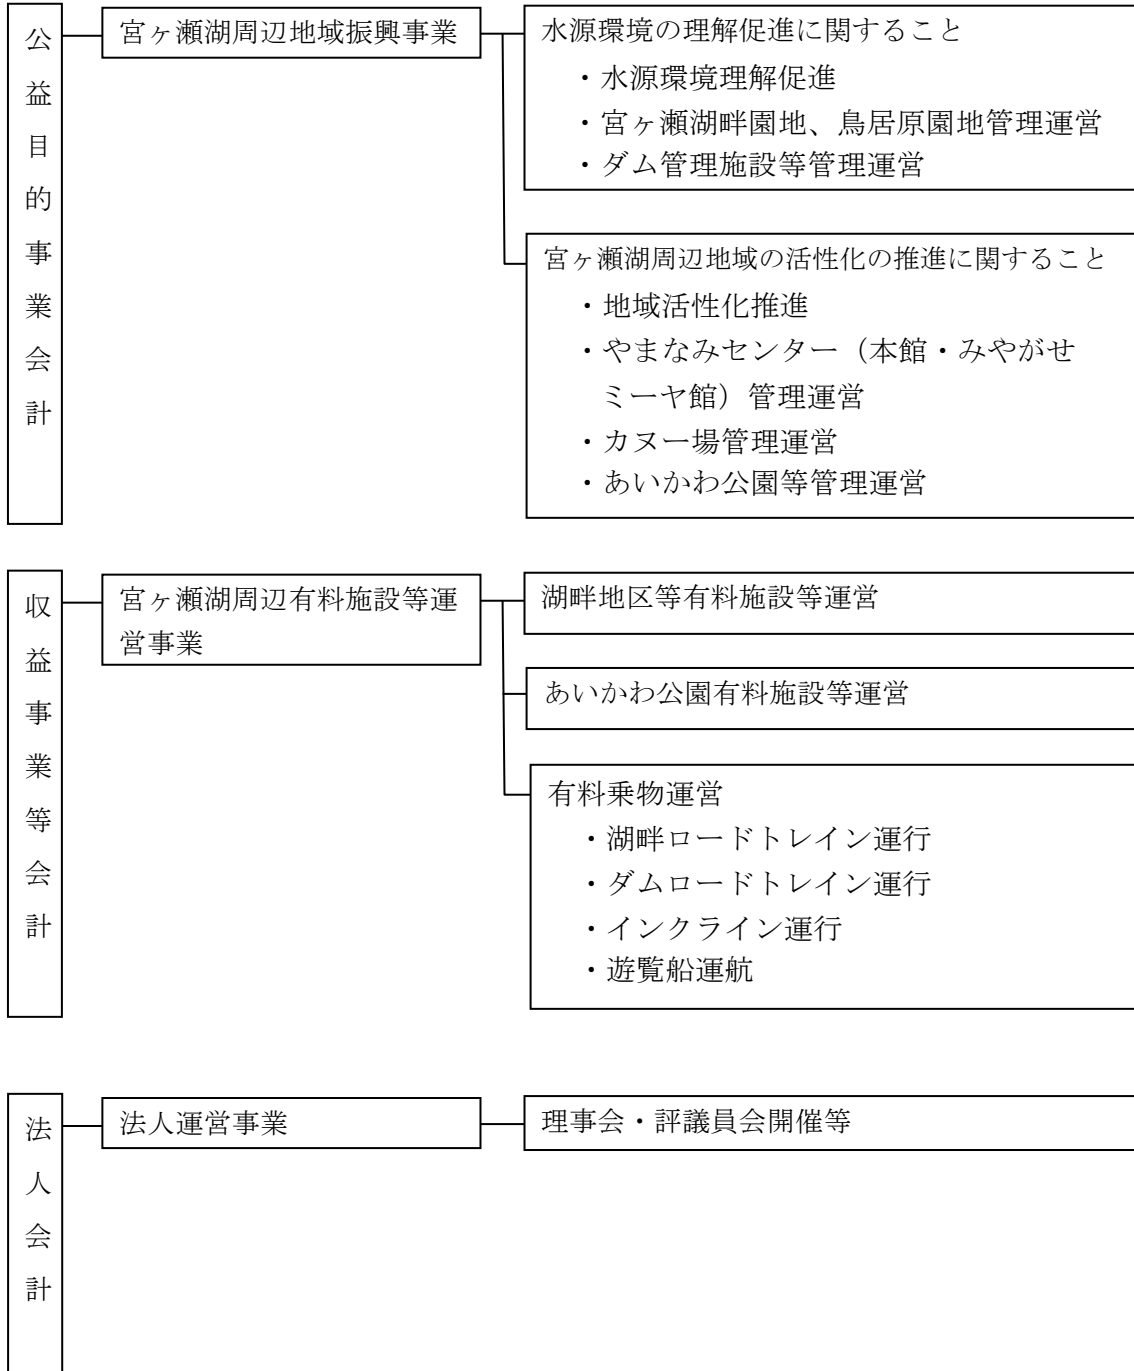 公益目的事業会計
宮ヶ瀬湖周辺地域振興事業
水源環境の理解促進に関すること
・水源環境理解促進
・宮ヶ瀬湖畔園地、鳥居原園地管理運営
・ダム管理施設等管理運営
宮ヶ瀬湖周辺地域の活性化の推進に関すること
・地域活性化推進
・やまなみセンター（本館・みやがせ
ミーヤ館）管理運営
・カヌー場管理運営
・あいかわ公園等管理運営
収益事業等会計
宮ヶ瀬湖周辺有料施設等運
営事業
湖畔地区等有料施設等運営
あいかわ公園有料施設等運営
有料乗物運営
・湖畔ロードトレイン運行
・ダムロードトレイン運行
・インクライン運行
・遊覧船運航
法人会計
法人運営事業
理事会・評議員会開催等